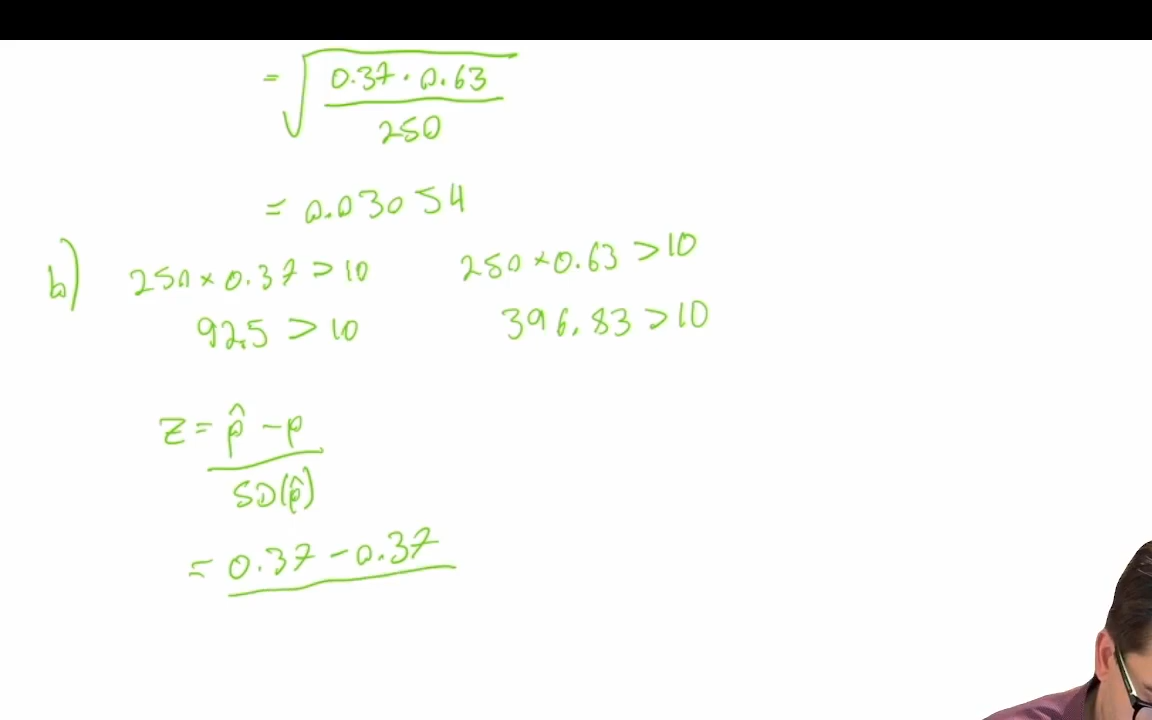 = √(0.37 · 0.63 / 250)
= 0.03054
b) 250 × 0.37 > 10 250 × 0.63 > 10
92.5 > 10 396.83 > 10
z = p̂ - p / SD(p̂)
= 0.37 - 0.37